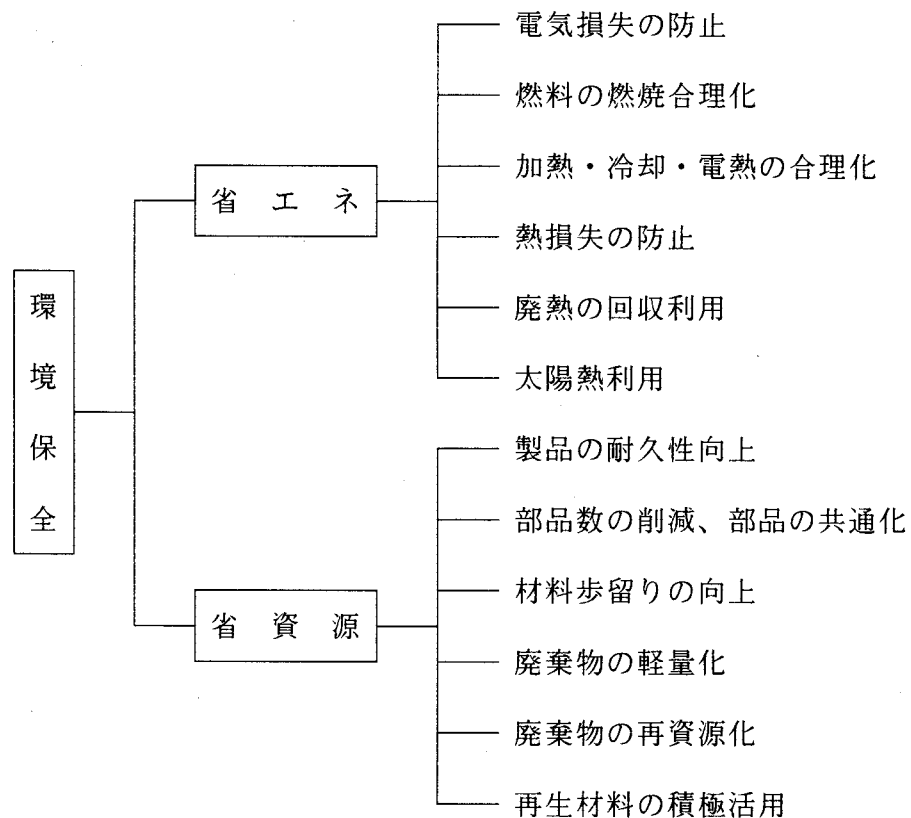 環境保全
省エネ
電気損失の防止
燃料の燃焼合理化
加熱・冷却・電熱の合理化
熱損失の防止
廃熱の回収利用
太陽熱利用
省資源
製品の耐久性向上
部品数の削減、部品の共通化
材料歩留りの向上
廃棄物の軽量化
廃棄物の再資源化
再生材料の積極活用